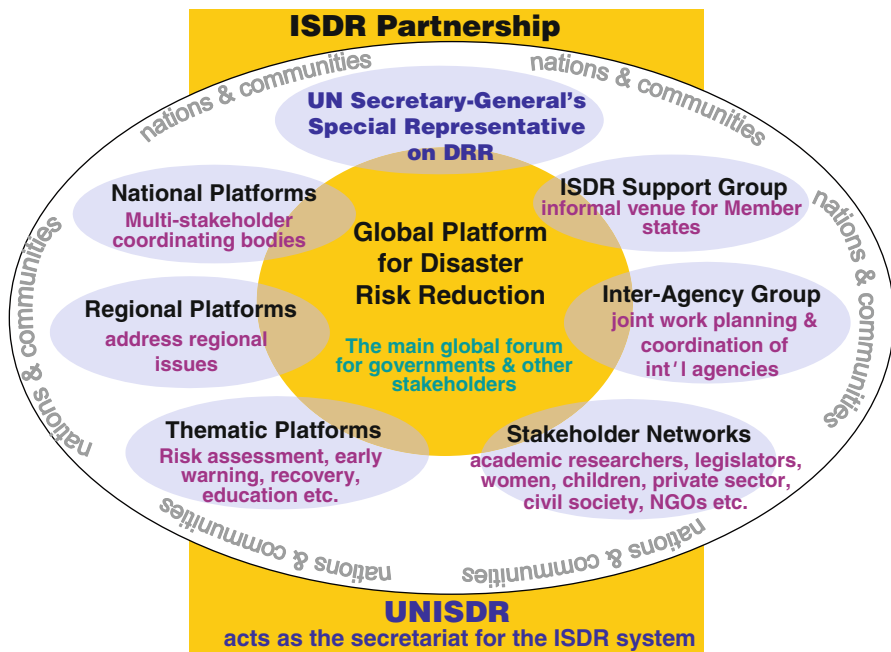 ISDR Partnership
nations & communities
nations & communities
UN Secretary-General's
Special Representative
on DRR
National Platforms
Multi-stakeholder
coordinating bodies
ISDR Support Group
informal venue for Member
states
Global Platform
for Disaster
Risk Reduction
The main global forum
for governments & other
stakeholders
Regional Platforms
address regional
issues
Inter-Agency Group
joint work planning &
coordination of
int'l agencies
nations & communities
nations & communities
Thematic Platforms
Risk assessment, early
warning, recovery,
education etc.
Stakeholder Networks
academic researchers, legislators,
women, children, private sector,
civil society, NGOs etc.
nations & communities
nations & communities
UNISDR
acts as the secretariat for the ISDR system